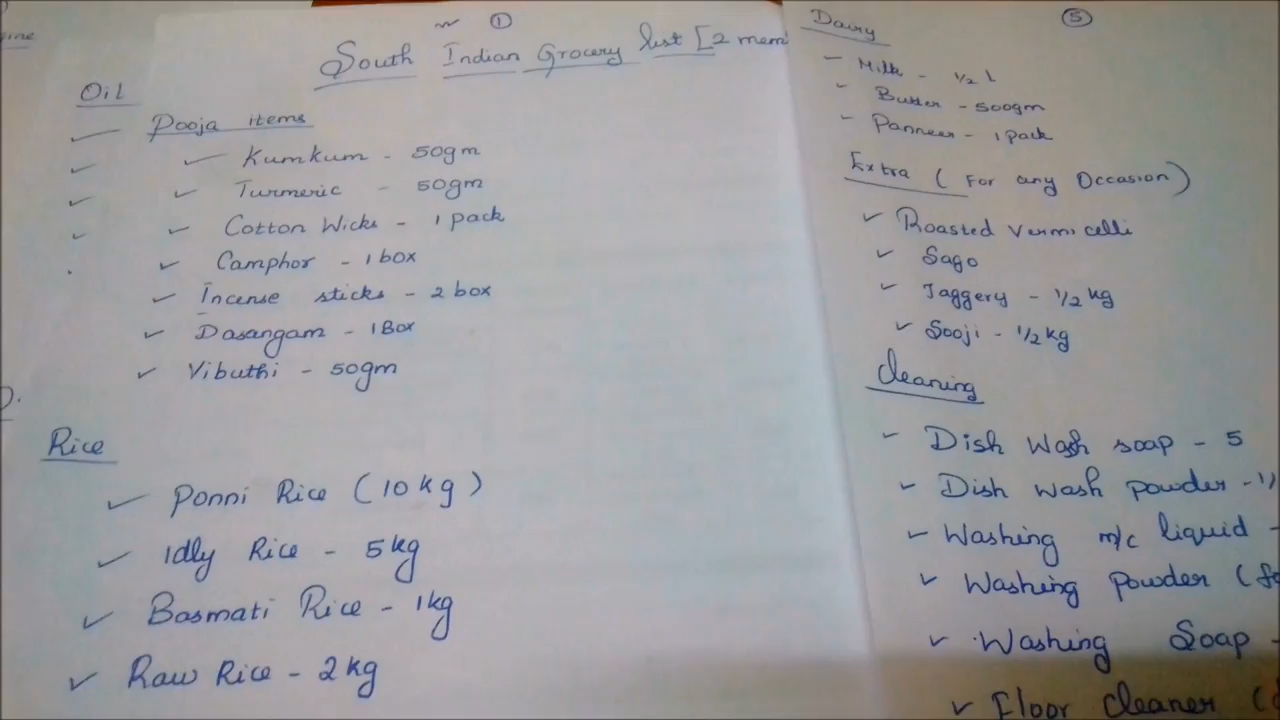 ①
South Indian Grocery list [2 mem
Oil
Pooja items
Kumkum - 50gm
Turmeric - 50gm
Cotton Wicks - 1 pack
Camphor - 1 box
Incense sticks - 2 box
Dasangam - 1 Box
Vibuthi - 50gm
Rice
Ponni Rice (10kg)
Idly Rice - 5kg
Basmati Rice - 1kg
Raw Rice - 2kg
⑤
Dairy
Milk - 1/2 l
Butter - 500gm
Panneer - 1 pack
Extra (For any Occasion)
Roasted Vermicelli
Sago
Jaggery - 1/2 kg
Sooji - 1/2 kg
Cleaning
Dish Wash soap - 5
Dish wash powder - 1/
Washing m/c liquid -
Washing Powder (
Washing Soap -
Floor cleaner (